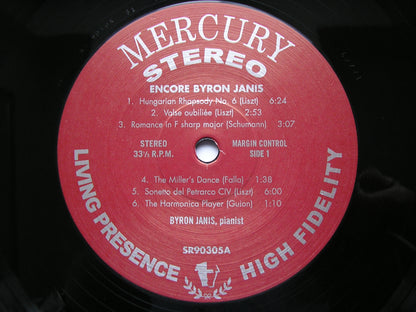 MERCURY
STEREO
ENCORE BYRON JANIS
1. Hungarian Rhapsody No. 6 (Liszt) 6:24
2. Valse oubiliée (Liszt) 2:53
3. Romance in F sharp major (Schumann) 3:07
STEREO
33⅓ R.P.M.
MARGIN CONTROL
SIDE 1
4. The Miller's Dance (Falla) 1:38
5. Sonetto del Petrarco CIV (Liszt) 6:00
6. The Harmonica Player (Guion) 1:10
BYRON JANIS, pianist
SR90305A
LIVING PRESENCE
HIGH FIDELITY